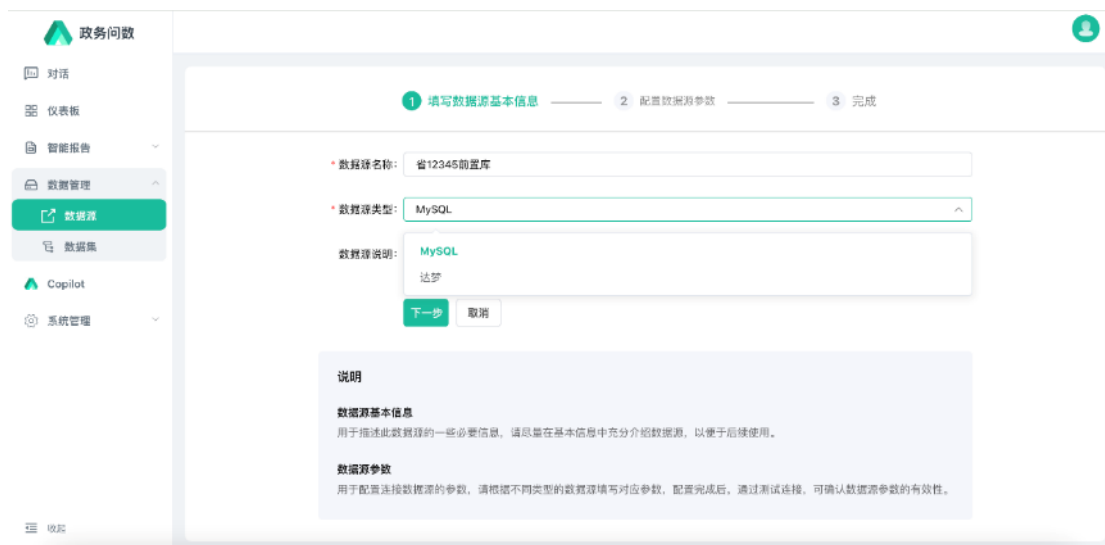 政务问数
对话
仪表板
智能报告
数据管理
数据源
数据集
Copilot
系统管理
收起
1 填写数据源基本信息
2 配置数据源参数
3 完成
* 数据源名称： 省12345前置库
* 数据源类型： MySQL
数据源说明：
MySQL
达梦
下一步 取消
说明
数据源基本信息
用于描述此数据源的一些必要信息，请尽量在基本信息中充分介绍数据源，以便于后续使用。
数据源参数
用于配置连接数据源的参数，请根据不同类型的数据源填写对应参数，配置完成后，通过测试连接，可确认数据源参数的有效性。